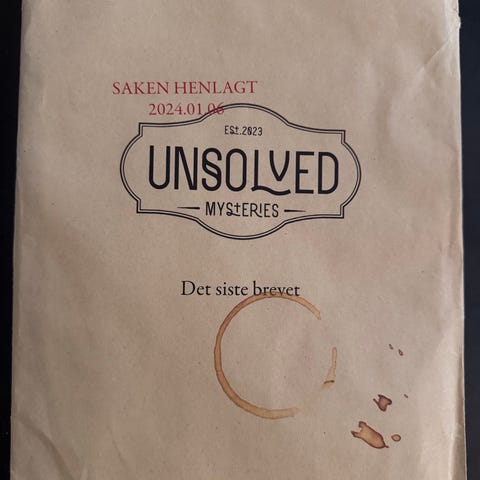 SAKEN HENLAGT
2024.01.06
Est.2023
UNSOLVED
MYStERIES
Det siste brevet